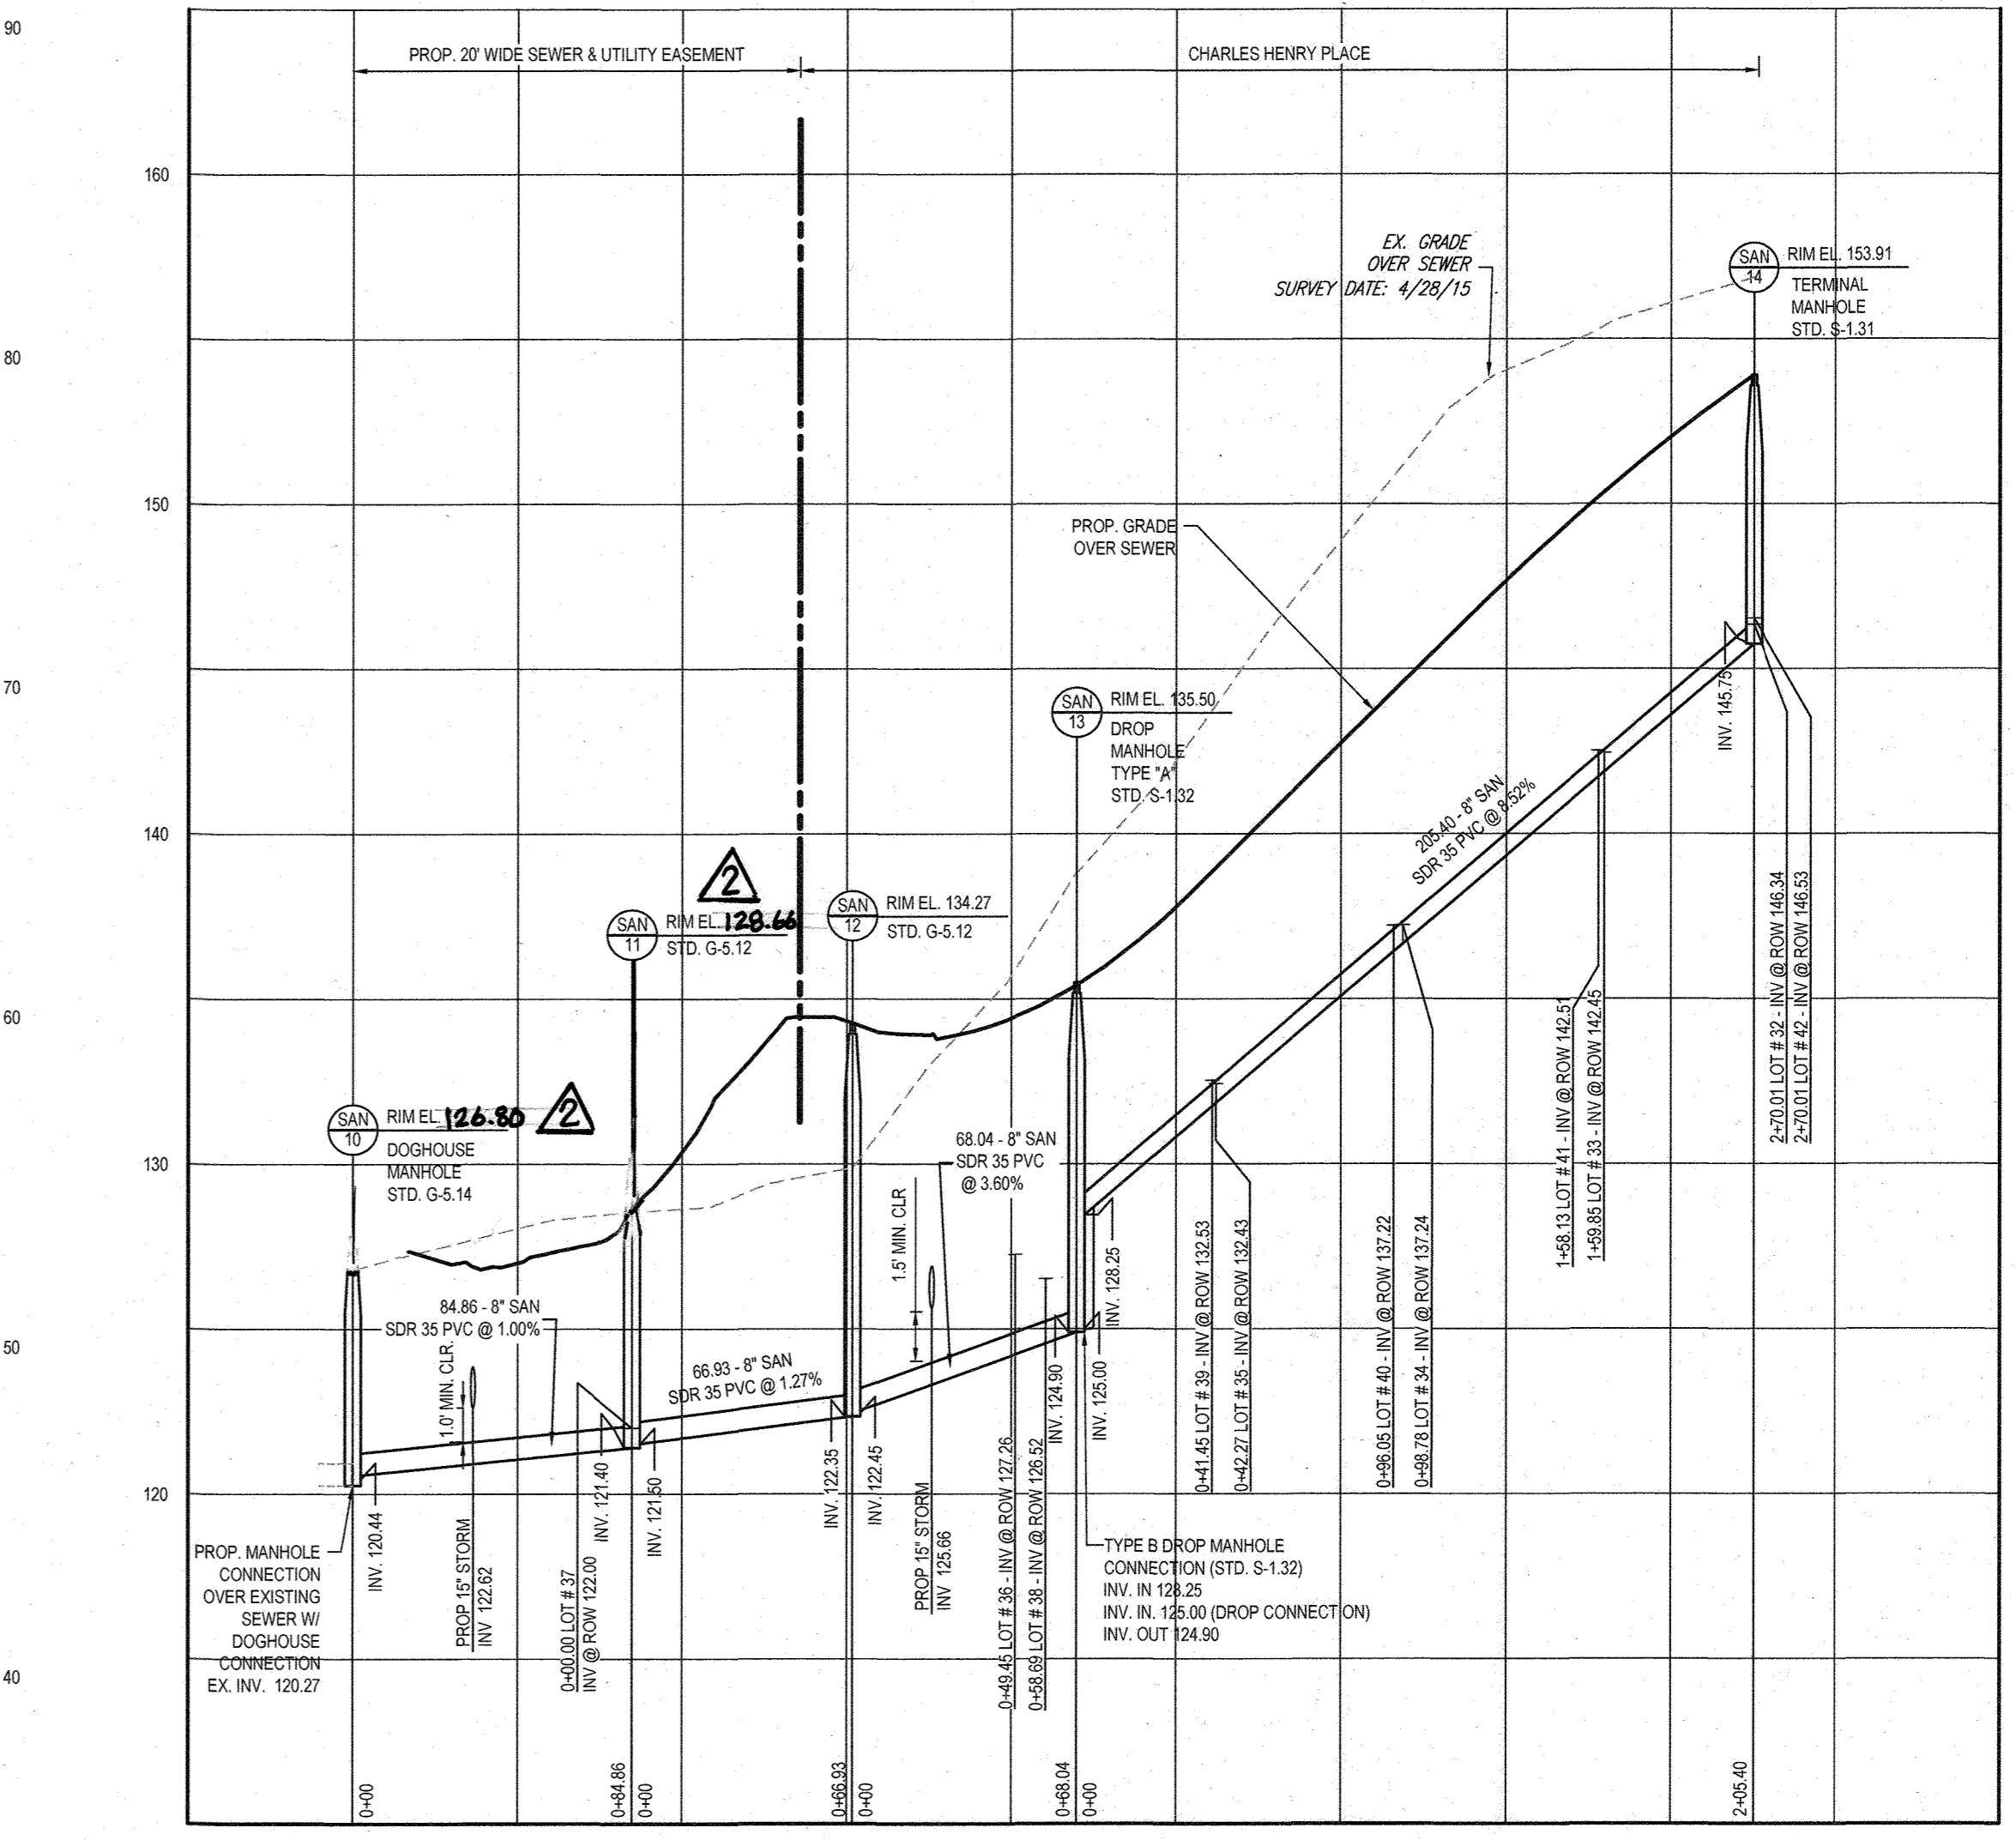 90
80
70
60
50
40
160
150
140
130
120
PROP. 20' WIDE SEWER & UTILITY EASEMENT
CHARLES HENRY PLACE
EX. GRADE
OVER SEWER
SURVEY DATE: 4/28/15
SAN
14
RIM EL. 153.91
TERMINAL
MANHOLE
STD. S-1.31
PROP. GRADE
OVER SEWER
SAN
13
RIM EL. 135.50
DROP
MANHOLE
TYPE "A"
STD. S-1.32
INV. 145.75
205.40 - 8" SAN
SDR 35 PVC @ 8.52%
2
SAN
11
RIM EL. 128.66
STD. G-5.12
SAN
12
RIM EL. 134.27
STD. G-5.12
SAN
10
RIM EL. 126.80
2
DOGHOUSE
MANHOLE
STD. G-5.14
68.04 - 8" SAN
SDR 35 PVC
@ 3.60%
1.5' MIN. CLR
84.86 - 8" SAN
SDR 35 PVC @ 1.00%
1.0' MIN. CLR.
66.93 - 8" SAN
SDR 35 PVC @ 1.27%
PROP. MANHOLE
CONNECTION
OVER EXISTING
SEWER W/
DOGHOUSE
CONNECTION
EX. INV. 120.27
INV. 120.44
PROP 15" STORM
INV 122.62
0+00.00 LOT # 37
INV @ ROW 122.00
INV. 121.40
INV. 121.50
INV. 122.35
INV. 122.45
PROP 15" STORM
INV 125.66
0+49.45 LOT # 36 - INV @ ROW 127.26
0+58.69 LOT # 38 - INV @ ROW 126.52
INV. 124.90
INV. 125.00
INV. 128.25
TYPE B DROP MANHOLE
CONNECTION (STD. S-1.32)
INV. IN 128.25
INV. IN. 125.00 (DROP CONNECTION)
INV. OUT 124.90
0+41.45 LOT # 39 - INV @ ROW 132.53
0+42.27 LOT # 35 - INV @ ROW 132.43
0+96.05 LOT # 40 - INV @ ROW 137.22
0+98.78 LOT # 34 - INV @ ROW 137.24
1+58.13 LOT # 41 - INV @ ROW 142.51
1+59.85 LOT # 33 - INV @ ROW 142.45
2+70.01 LOT # 32 - INV @ ROW 146.34
2+70.01 LOT # 42 - INV @ ROW 146.53
0+00
0+84.86
0+00
0+66.93
0+00
0+68.04
0+00
2+05.40